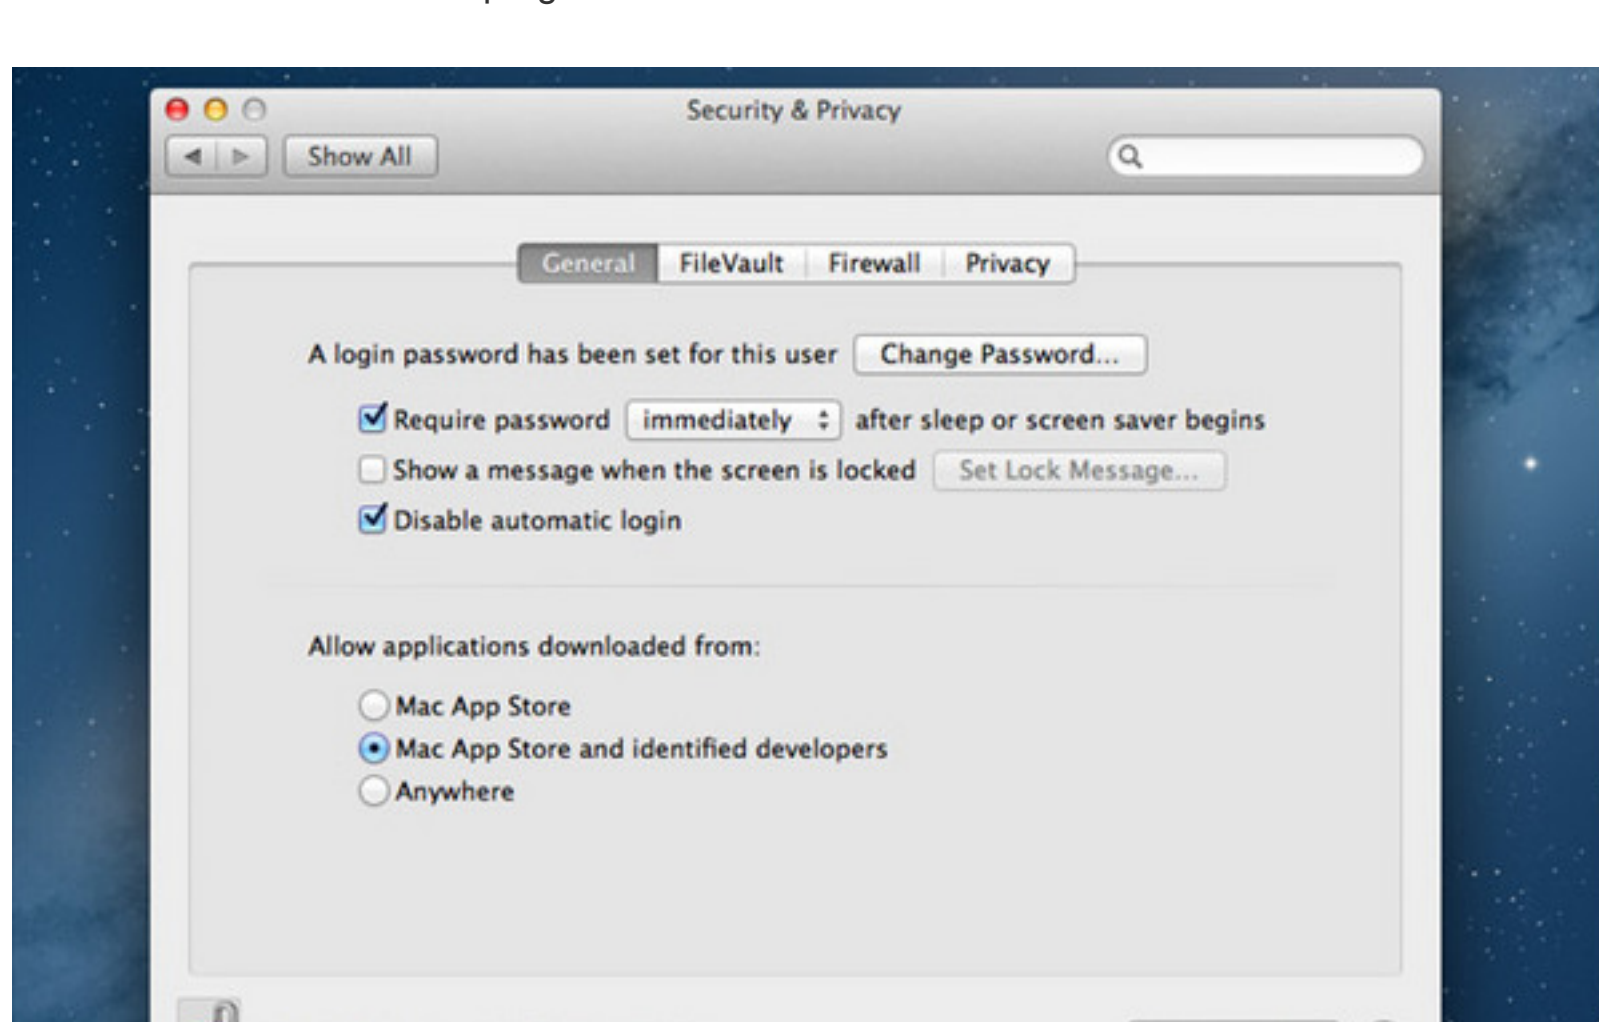 Security & Privacy
Show All
General FileVault Firewall Privacy
A login password has been set for this user Change Password...
Require password immediately after sleep or screen saver begins
Show a message when the screen is locked Set Lock Message...
Disable automatic login
Allow applications downloaded from:
Mac App Store
Mac App Store and identified developers
Anywhere